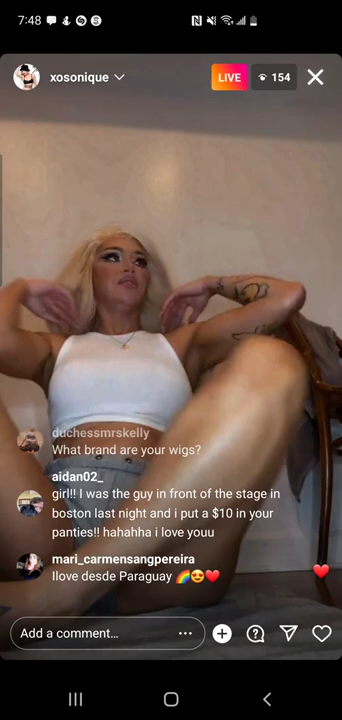 7:48
xosonique
LIVE
154
duchessmrskelly
What brand are your wigs?
aidan02_
girl!! I was the guy in front of the stage in
boston last night and i put a $10 in your
panties!! hahahha i love youu
mari_carmensangpereira
Ilove desde Paraguay 🌈😍❤️
Add a comment...